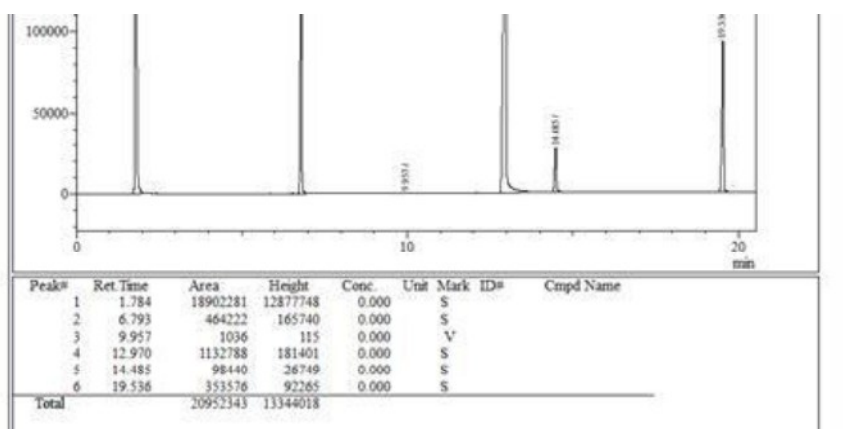 100000
50000
0
9.957/
14.485/
19.536
0 10 20
min
Peak# Ret.Time Area Height Conc. Unit Mark ID# Cmpd Name
1 1.784 18902281 12877748 0.000 S
2 6.793 464222 165740 0.000 S
3 9.957 1036 115 0.000 V
4 12.970 1132788 181401 0.000 S
5 14.485 98440 26749 0.000 S
6 19.536 353576 92265 0.000 S
Total 20952343 13344018